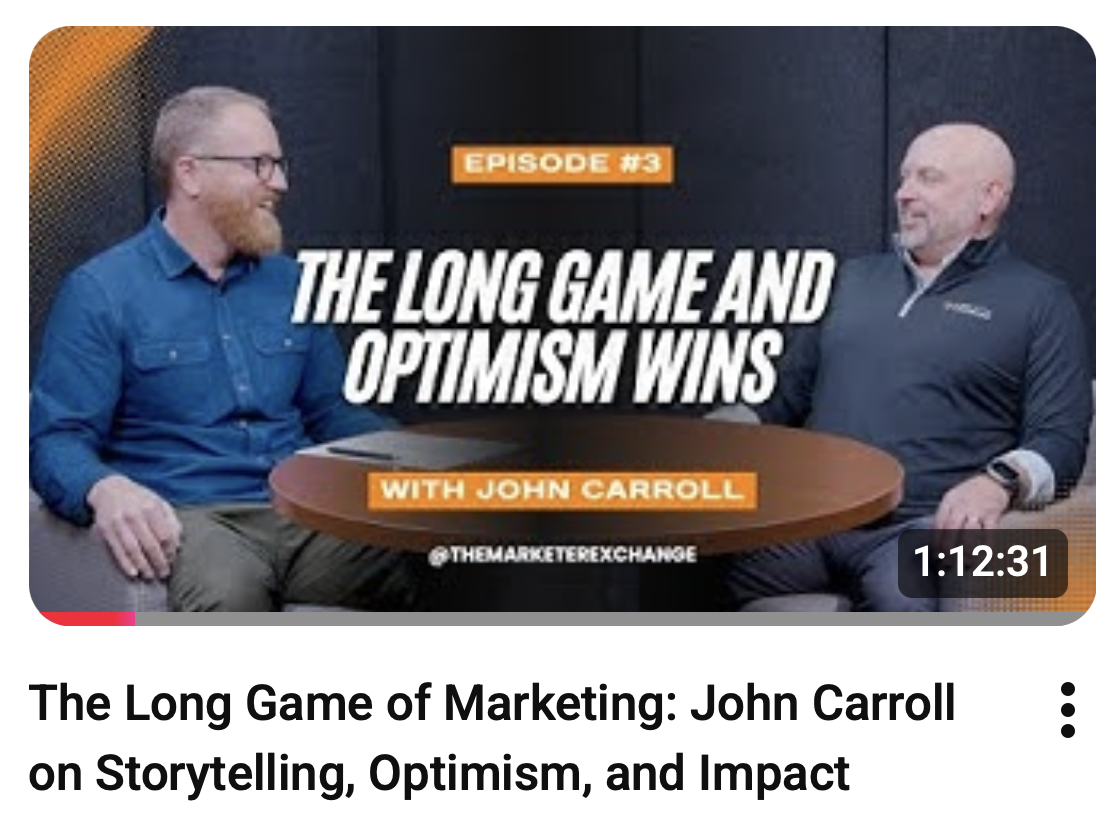 EPISODE #3
THE LONG GAME AND
OPTIMISM WINS
WITH JOHN CARROLL
@THEMARKETEREXCHANGE
1:12:31
The Long Game of Marketing: John Carroll
on Storytelling, Optimism, and Impact